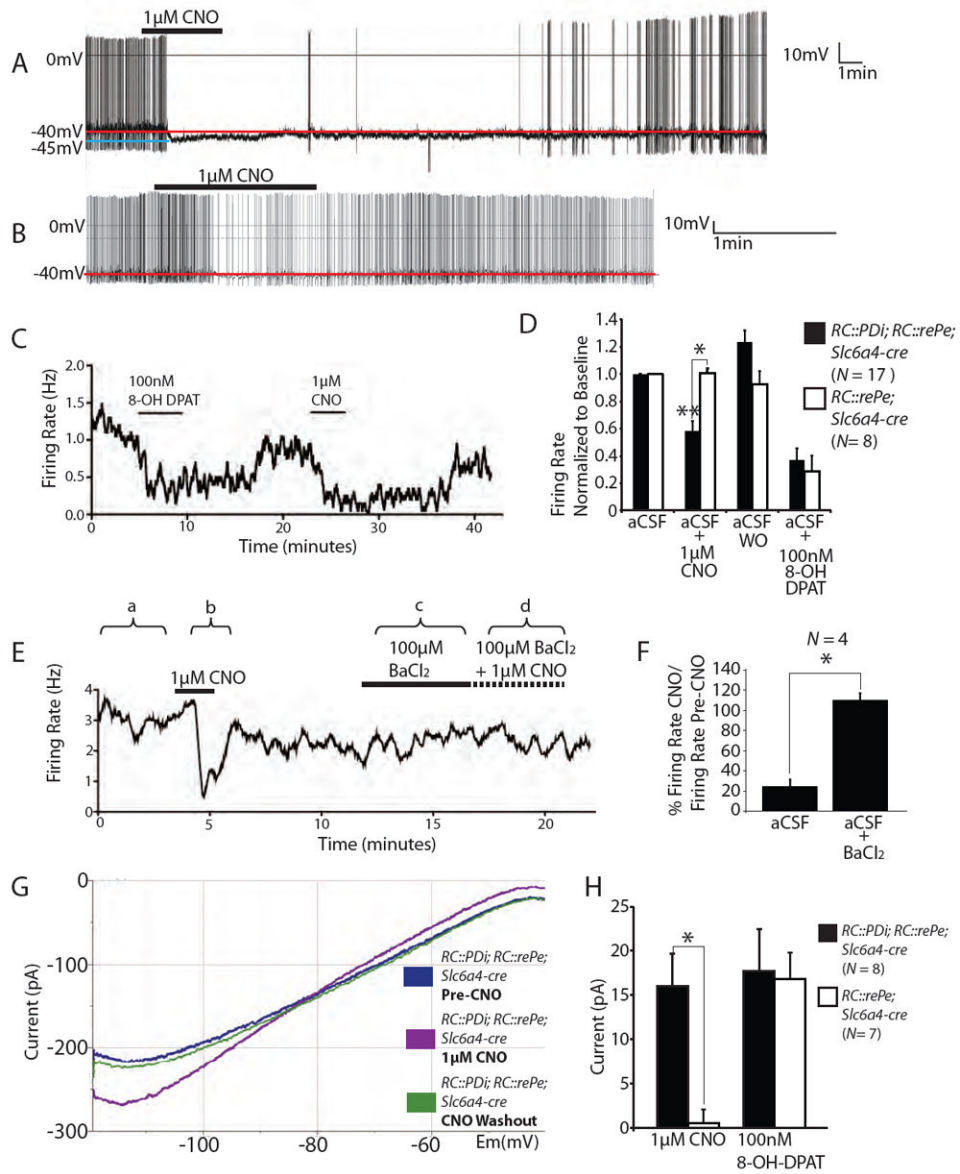 1µM CNO
A
0mV
-40mV
-45mV
10mV
1min
1µM CNO
B
0mV
-40mV
10mV
1min
C
Firing Rate (Hz)
2.0
1.5
1.0
0.5
0.0
100nM
8-OH DPAT
1µM
CNO
0 10 20 30 40
Time (minutes)
D
Firing Rate
Normalized to Baseline
1.4
1.2
1.0
0.8
0.6
0.4
0.2
0
*
**
aCSF
aCSF
+
1µM
CNO
aCSF
WO
aCSF
+
100nM
8-OH
DPAT
RC::PDi; RC::rePe;
Slc6a4-cre
(N = 17 )
RC::rePe;
Slc6a4-cre
(N= 8)
a b c d
E
Firing Rate (Hz)
4
3
2
1
0
1µM CNO
100µM
BaCl2
100µM BaCl2
+ 1µM CNO
0 5 10 15 20
Time (minutes)
F
N = 4
*
% Firing Rate CNO/
Firing Rate Pre-CNO
140
120
100
80
60
40
20
0
aCSF
aCSF
+
BaCl2
G
Current (pA)
0
-100
-200
-300
-100 -80 -60 Em(mV)
RC::PDi; RC::rePe;
Slc6a4-cre
Pre-CNO
RC::PDi; RC::rePe;
Slc6a4-cre
1µM CNO
RC::PDi; RC::rePe;
Slc6a4-cre
CNO Washout
H
Current (pA)
25
20
15
10
5
0
*
1µM CNO
100nM
8-OH-DPAT
RC::PDi; RC::rePe;
Slc6a4-cre
(N = 8)
RC::rePe;
Slc6a4-cre
(N= 7)